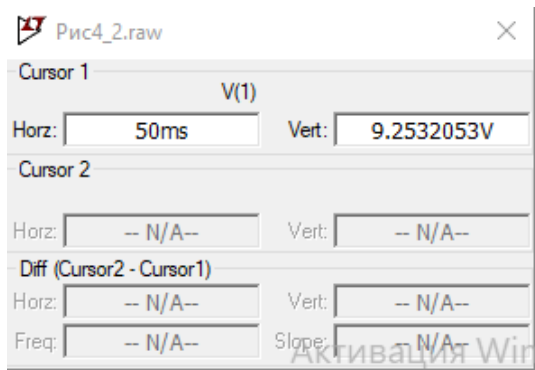 Рис4_2.raw
Cursor 1
V(1)
Horz: 50ms Vert: 9.2532053V
Cursor 2
Horz: -- N/A-- Vert: -- N/A--
Diff (Cursor2 - Cursor1)
Horz: -- N/A-- Vert: -- N/A--
Freq: -- N/A-- Slope: -- N/A--
Активация Win